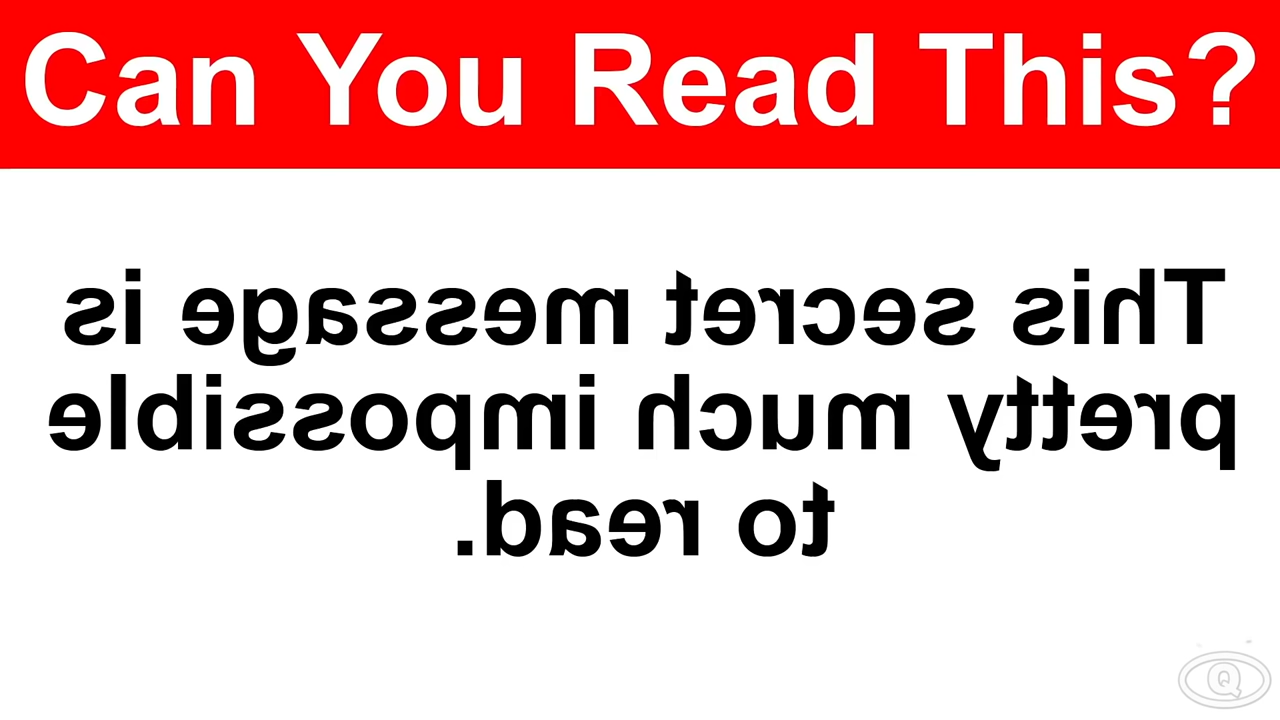 Can You Read This?
This secret message is
pretty much impossible
to read.
Q